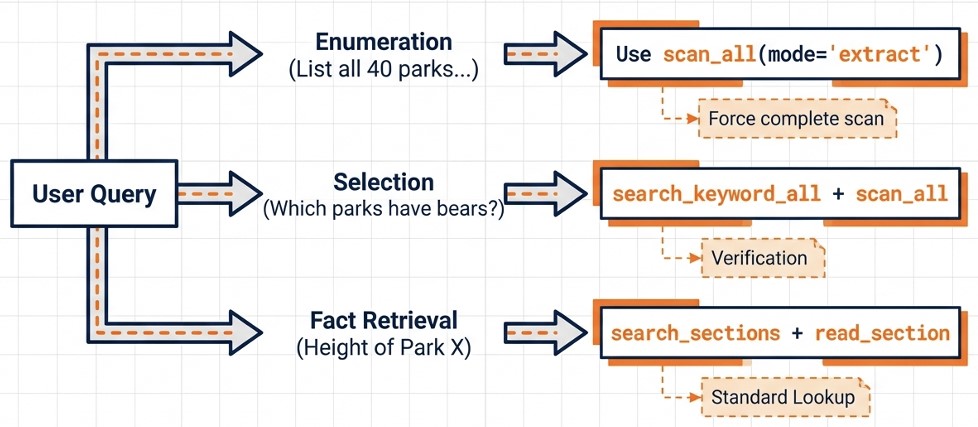 User Query
Enumeration
(List all 40 parks...)
Use scan_all(mode='extract')
Force complete scan
Selection
(Which parks have bears?)
search_keyword_all + scan_all
Verification
Fact Retrieval
(Height of Park X)
search_sections + read_section
Standard Lookup